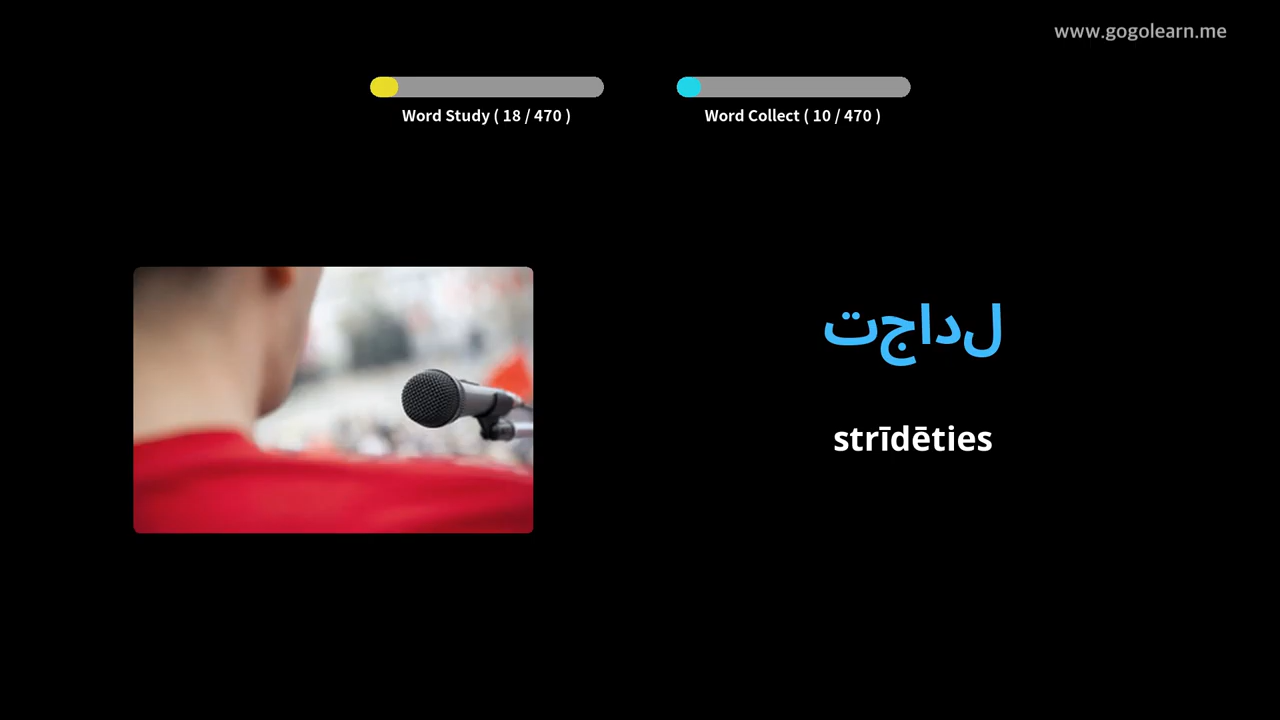 www.gogolearn.me
Word Study ( 18 / 470 )
Word Collect ( 10 / 470 )
تجادل
strīdēties